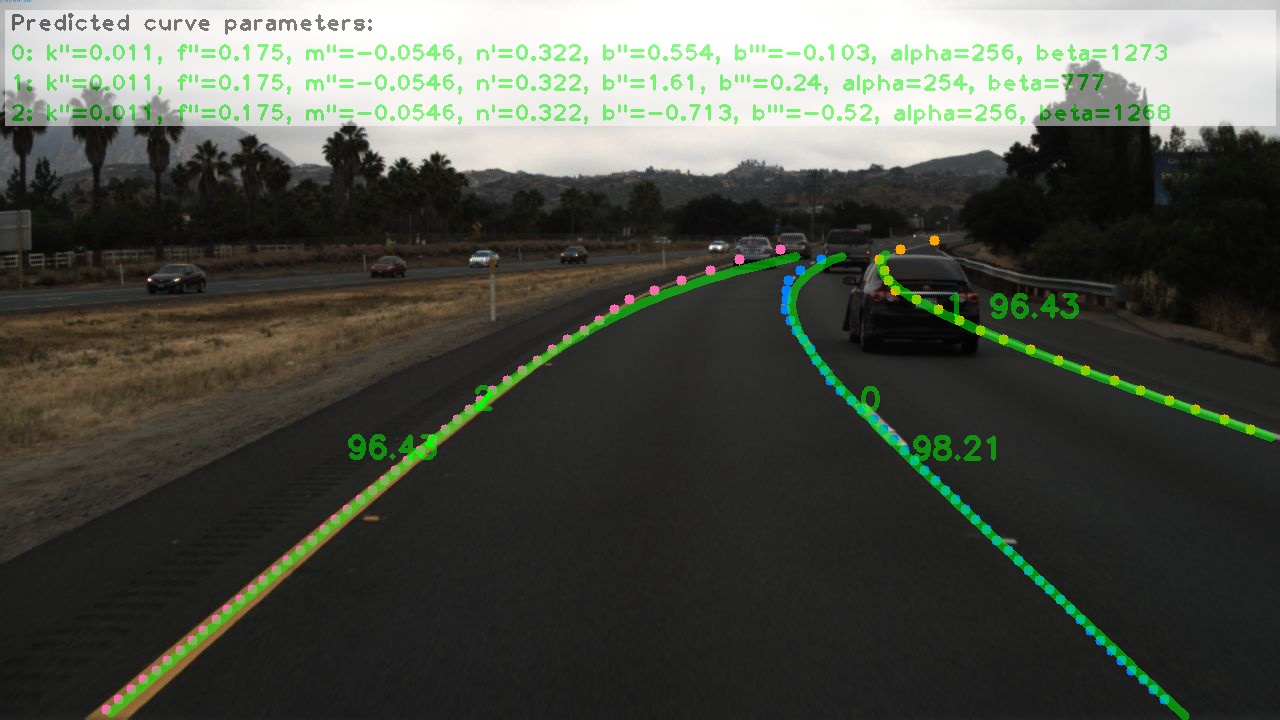 Predicted curve parameters:
0: k''=0.011, f''=0.175, m''=-0.0546, n'=0.322, b''=0.554, b'''=-0.103, alpha=256, beta=1273
1: k''=0.011, f''=0.175, m''=-0.0546, n'=0.322, b''=1.61, b'''=0.24, alpha=254, beta=777
2: k''=0.011, f''=0.175, m''=-0.0546, n'=0.322, b''=-0.713, b'''=-0.52, alpha=256, beta=1268
1 96.43
2
0
96.43
98.21